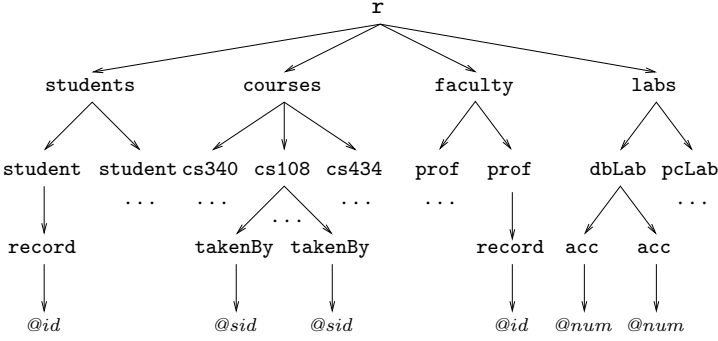 r
students courses faculty labs
student student cs340 cs108 cs434 prof prof dbLab pcLab
... ... ... ... ...
...
record takenBy takenBy record acc acc
@id @sid @sid @id @num @num